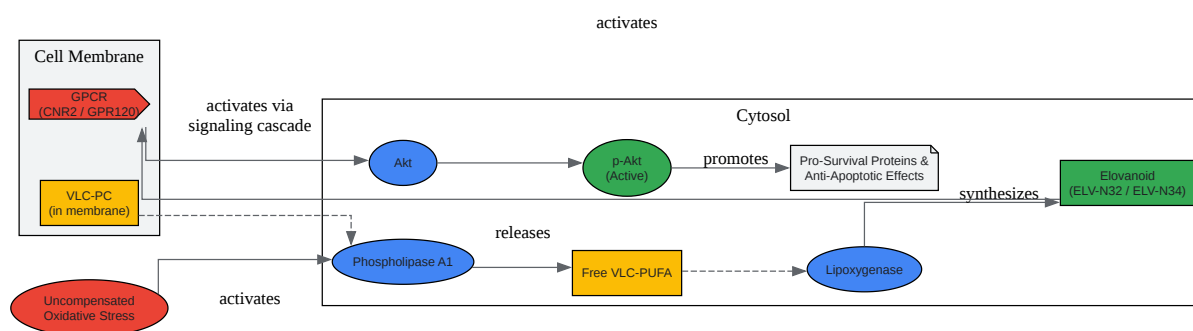 activates
Cell Membrane
GPCR
(CNR2 / GPR120)
activates via
signaling cascade
Cytosol
Akt
p-Akt
(Active)
promotes
Pro-Survival Proteins &
Anti-Apoptotic Effects
Elovanoid
(ELV-N32 / ELV-N34)
VLC-PC
(in membrane)
synthesizes
releases
Phospholipase A1
Free VLC-PUFA
Lipoxygenase
Uncompensated
Oxidative Stress
activates